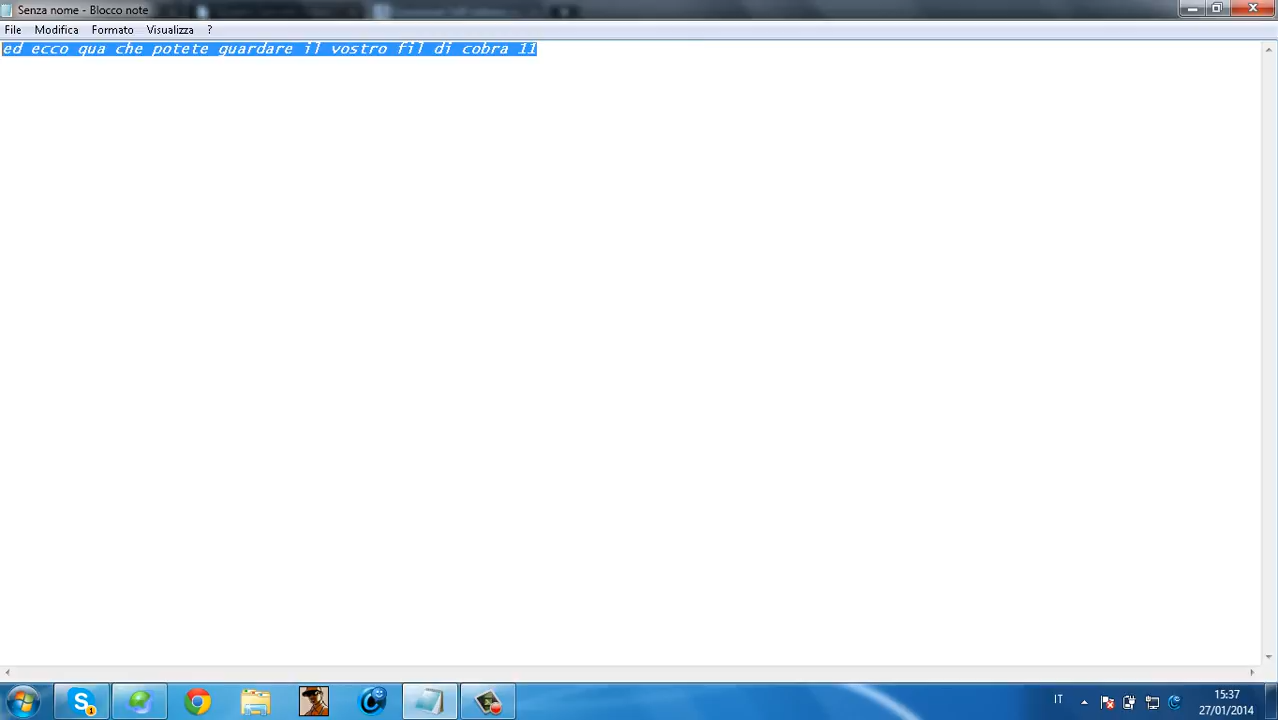 Senza nome - Blocco note
File Modifica Formato Visualizza ?
ed ecco qua che potete guardare il vostro fil di cobra 11
IT
15:37
27/01/2014